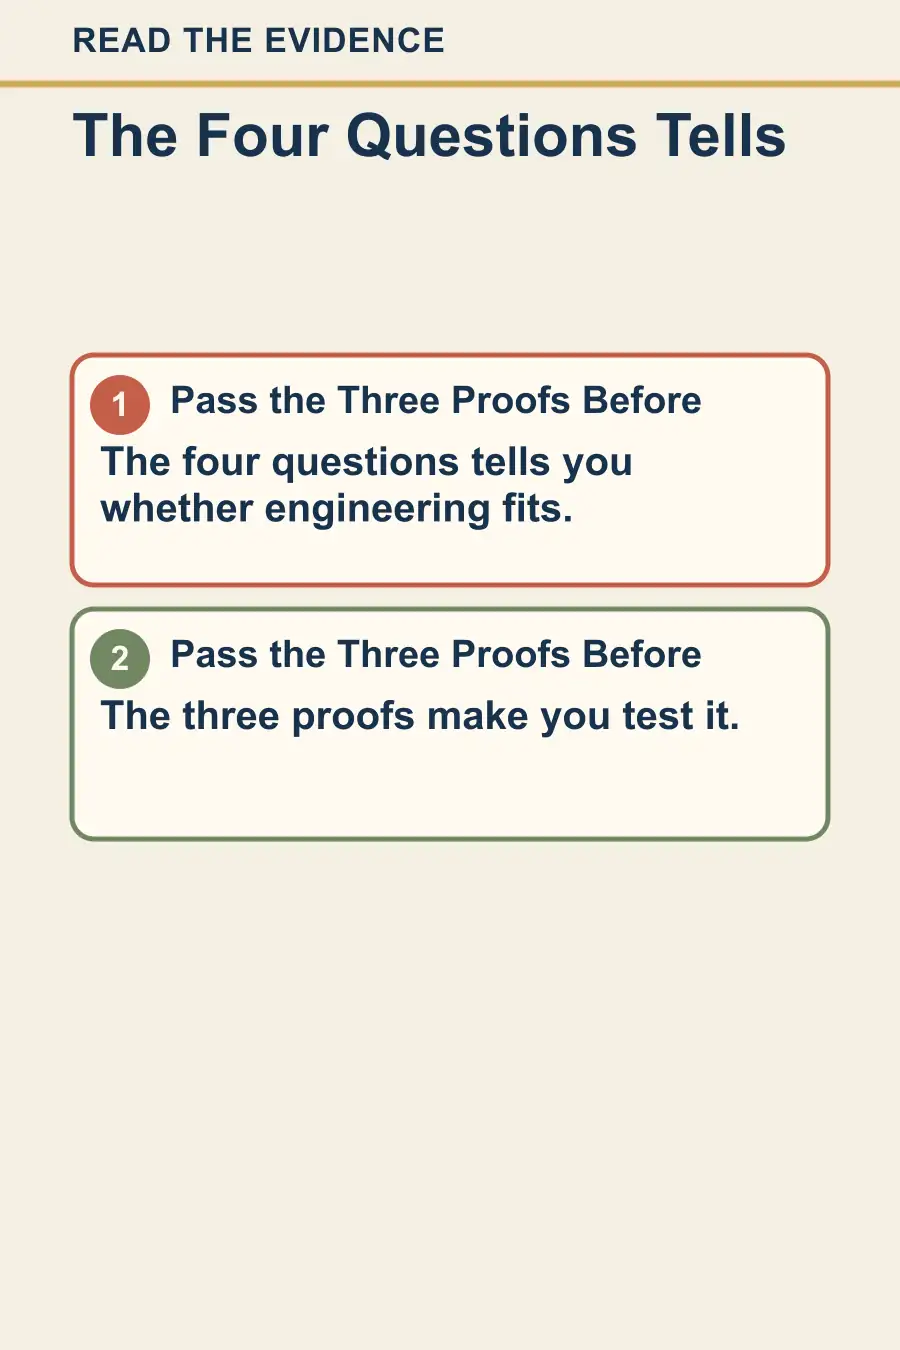 READ THE EVIDENCE
The Four Questions Tells
1 Pass the Three Proofs Before
The four questions tells you
whether engineering fits.
2 Pass the Three Proofs Before
The three proofs make you test it.